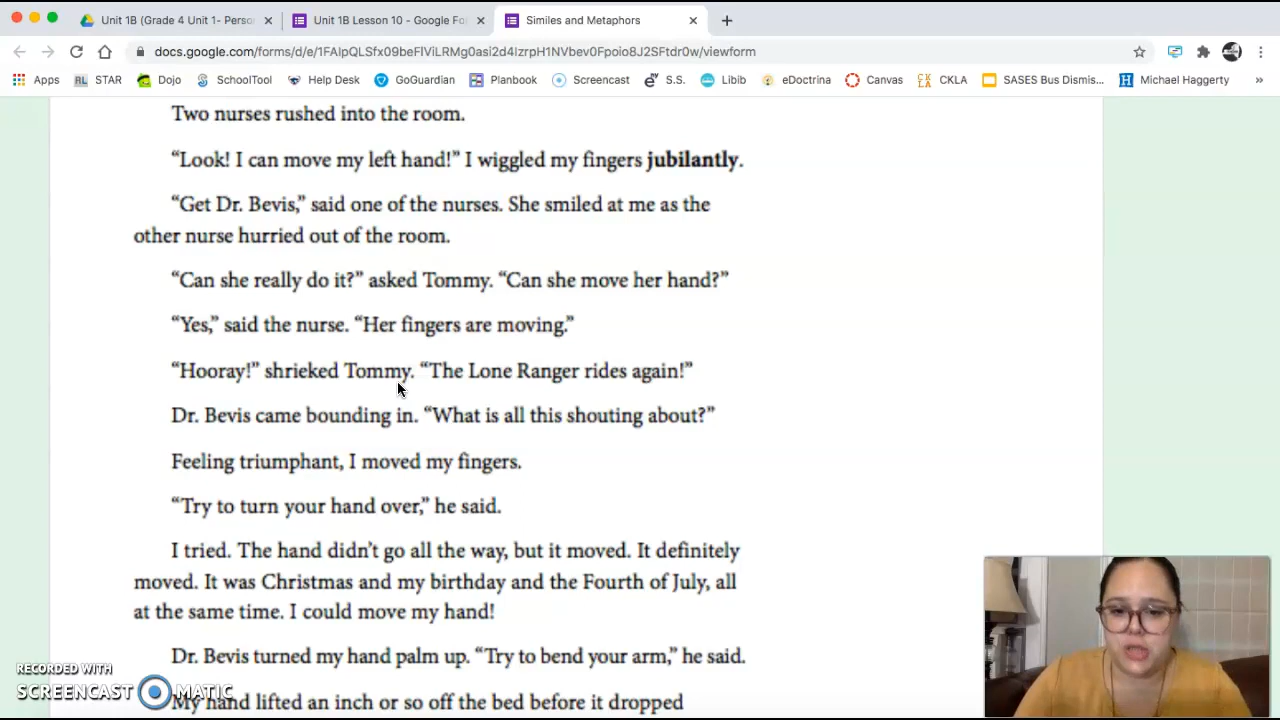 Unit 1B (Grade 4 Unit 1- Perso
Unit 1B Lesson 10 - Google Fo
Similes and Metaphors
docs.google.com/forms/d/e/1FAIpQLSfx09beFlViLRMg0asi2d4IzrpH1NVbev0Fpoio8J2SFtdr0w/viewform
Apps
RL STAR
Dojo
SchoolTool
Help Desk
GoGuardian
Planbook
Screencast
S.S.
Libib
eDoctrina
Canvas
CKLA
SASES Bus Dismis...
Michael Haggerty
»
Two nurses rushed into the room.
“Look! I can move my left hand!” I wiggled my fingers jubilantly.
“Get Dr. Bevis,” said one of the nurses. She smiled at me as the
other nurse hurried out of the room.
“Can she really do it?” asked Tommy. “Can she move her hand?”
“Yes,” said the nurse. “Her fingers are moving.”
“Hooray!” shrieked Tommy. “The Lone Ranger rides again!”
Dr. Bevis came bounding in. “What is all this shouting about?”
Feeling triumphant, I moved my fingers.
“Try to turn your hand over,” he said.
I tried. The hand didn’t go all the way, but it moved. It definitely
moved. It was Christmas and my birthday and the Fourth of July, all
at the same time. I could move my hand!
Dr. Bevis turned my hand palm up. “Try to bend your arm,” he said.
My hand lifted an inch or so off the bed before it dropped
RECORDED WITH
SCREENCAST MATIC